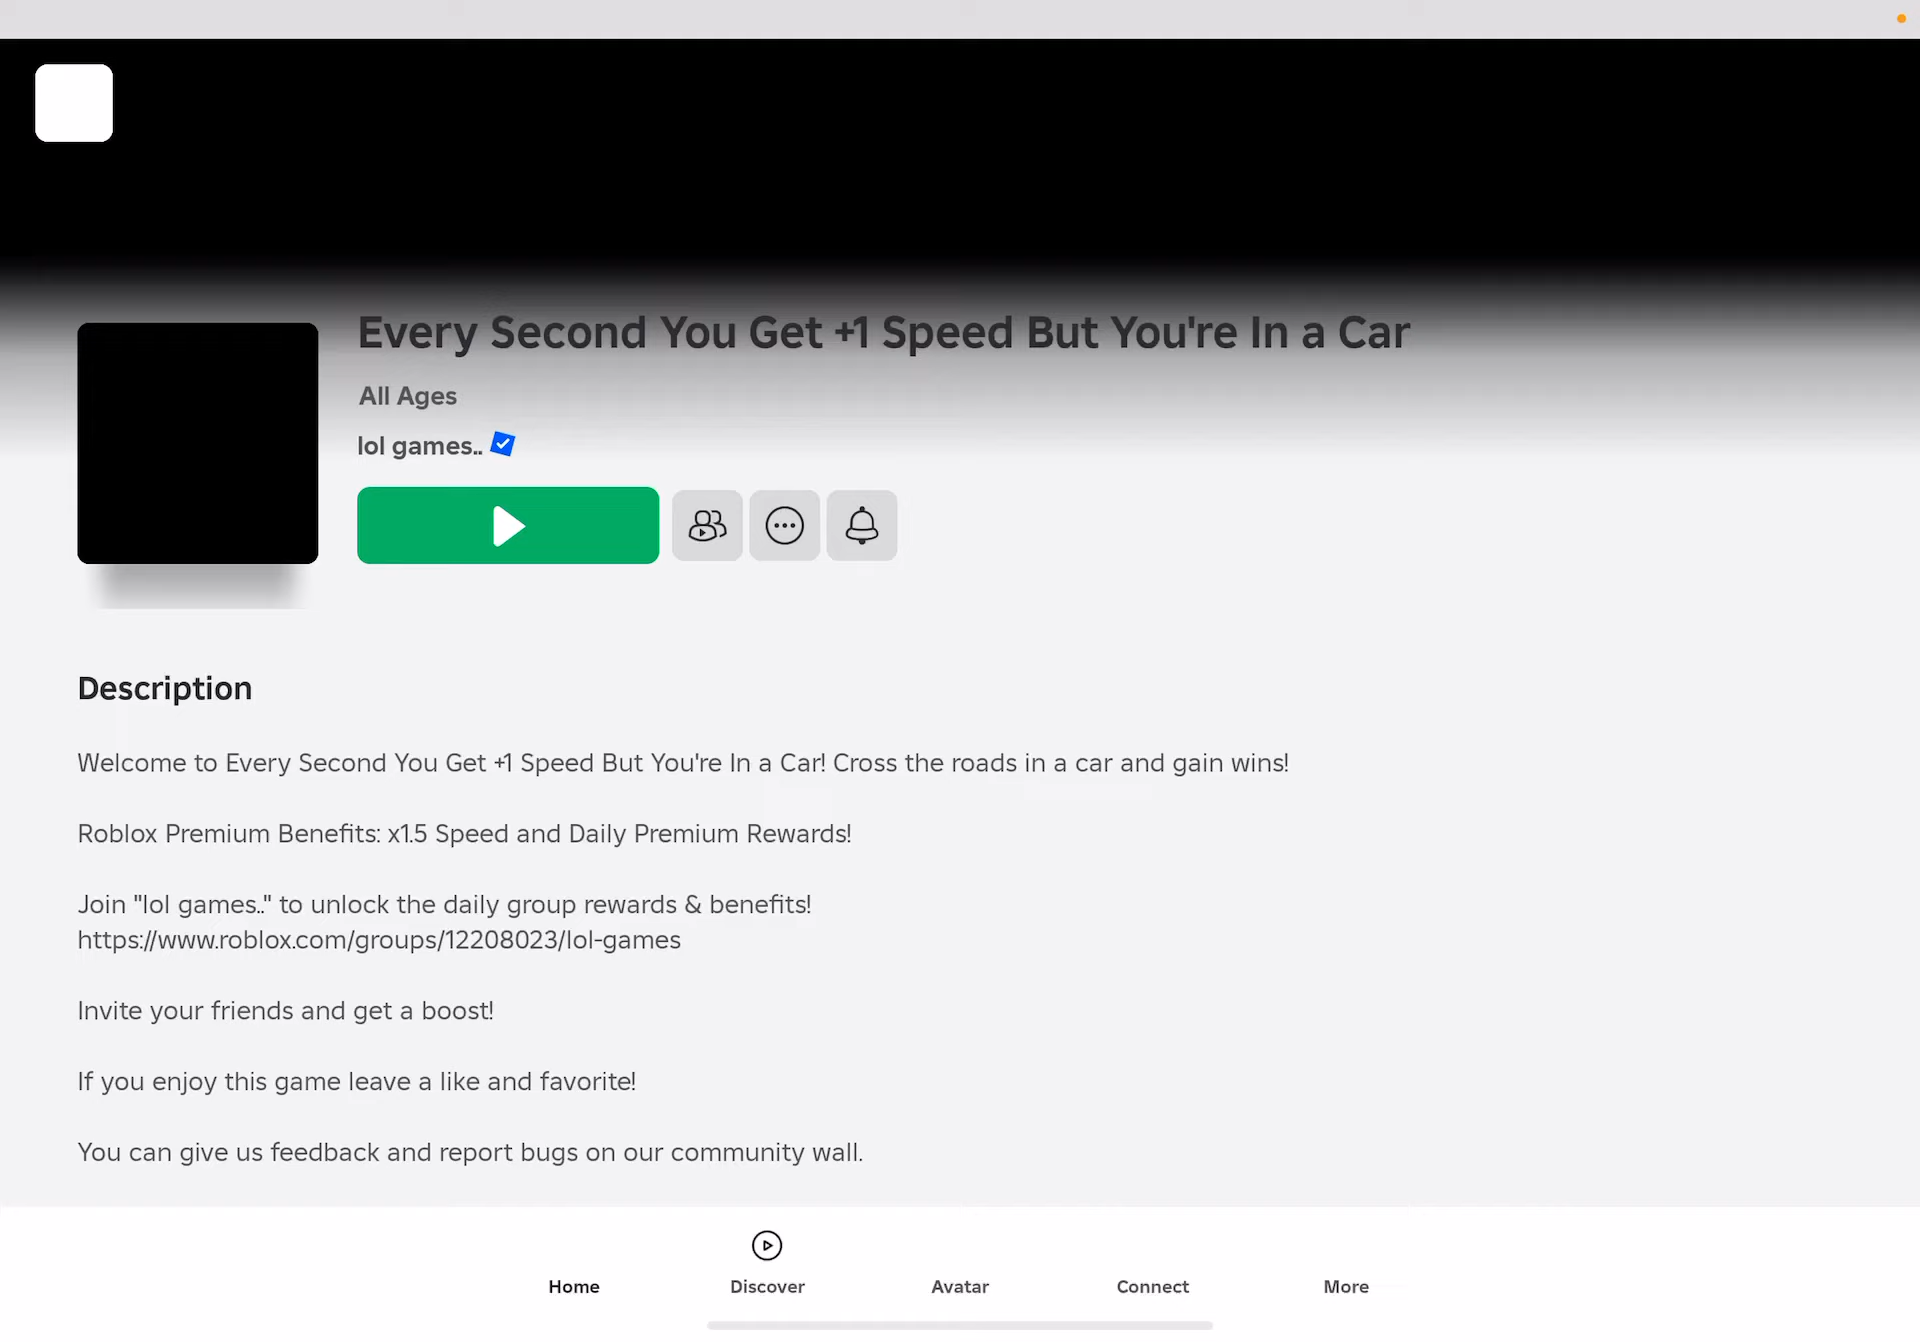 Every Second You Get +1 Speed But You're In a Car
All Ages
lol games..
Description
Welcome to Every Second You Get +1 Speed But You're In a Car! Cross the roads in a car and gain wins!
Roblox Premium Benefits: x1.5 Speed and Daily Premium Rewards!
Join "lol games.." to unlock the daily group rewards & benefits!
https://www.roblox.com/groups/12208023/lol-games
Invite your friends and get a boost!
If you enjoy this game leave a like and favorite!
You can give us feedback and report bugs on our community wall.
Home
Discover
Avatar
Connect
More